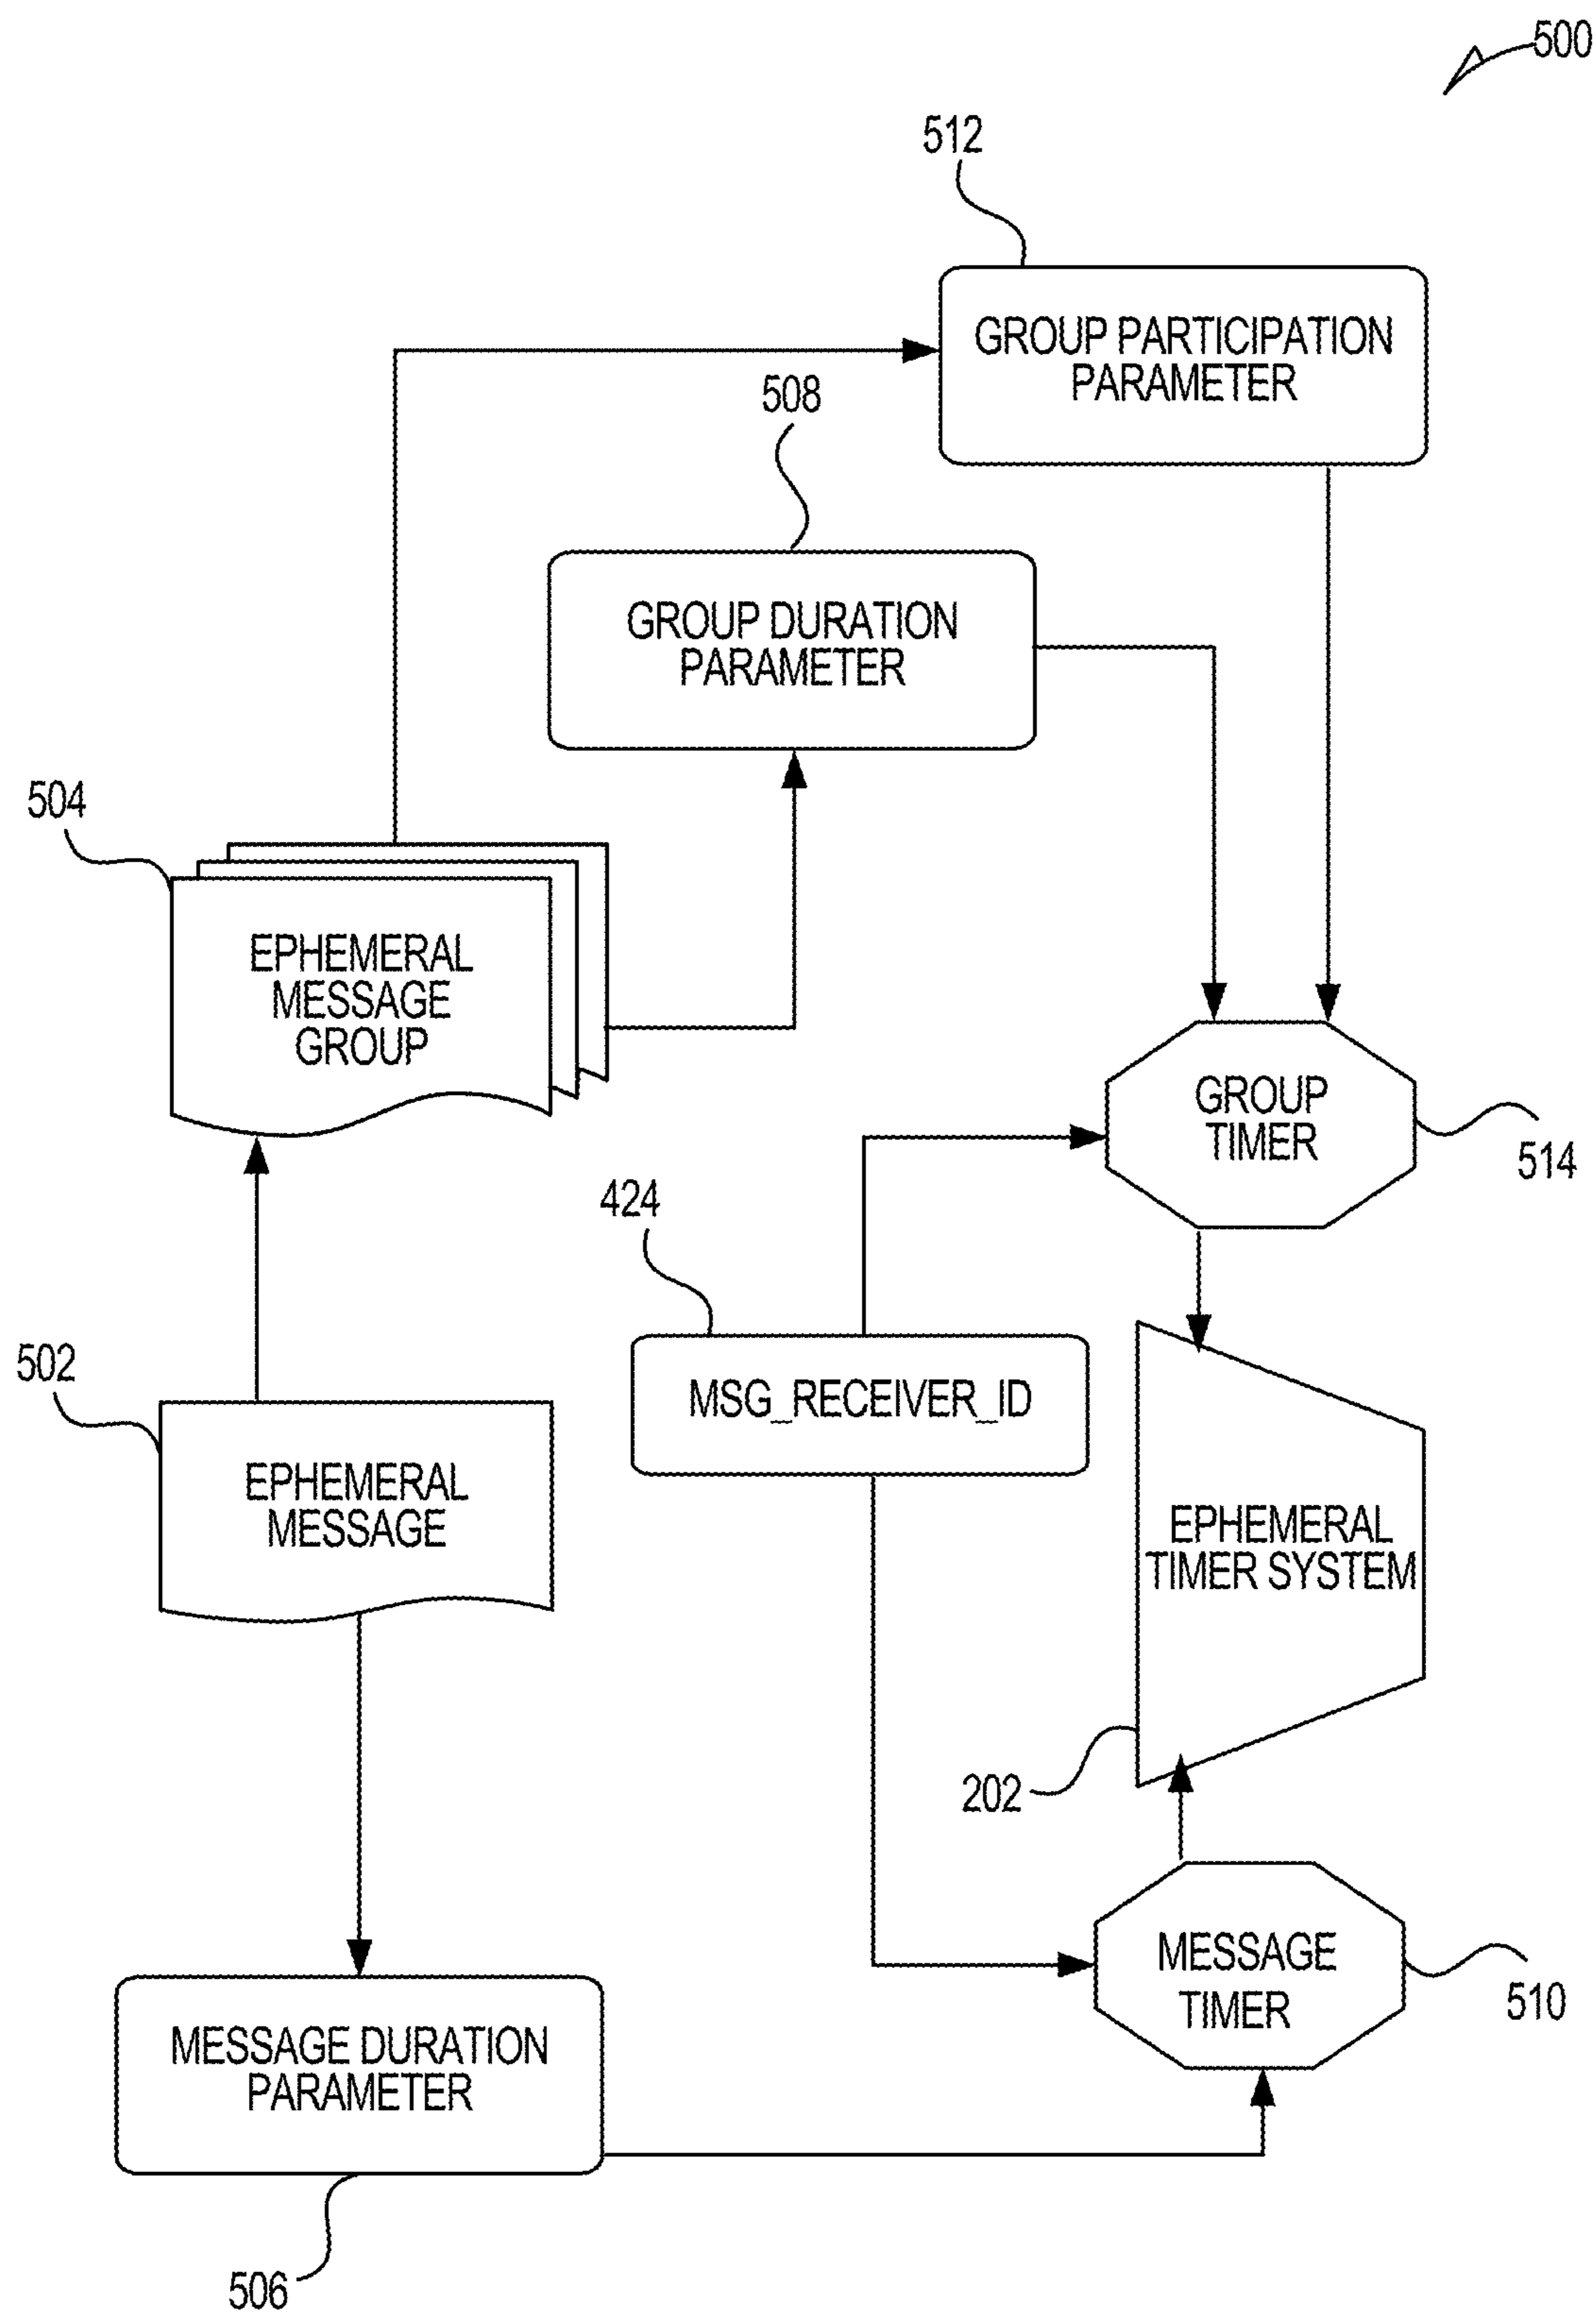 500
512
GROUP PARTICIPATION
PARAMETER
508
GROUP DURATION
PARAMETER
504
EPHEMERAL
MESSAGE
GROUP
GROUP
TIMER
514
424
MSG_RECEIVER_ID
502
EPHEMERAL
MESSAGE
EPHEMERAL
TIMER SYSTEM
202
MESSAGE
TIMER
510
MESSAGE DURATION
PARAMETER
506